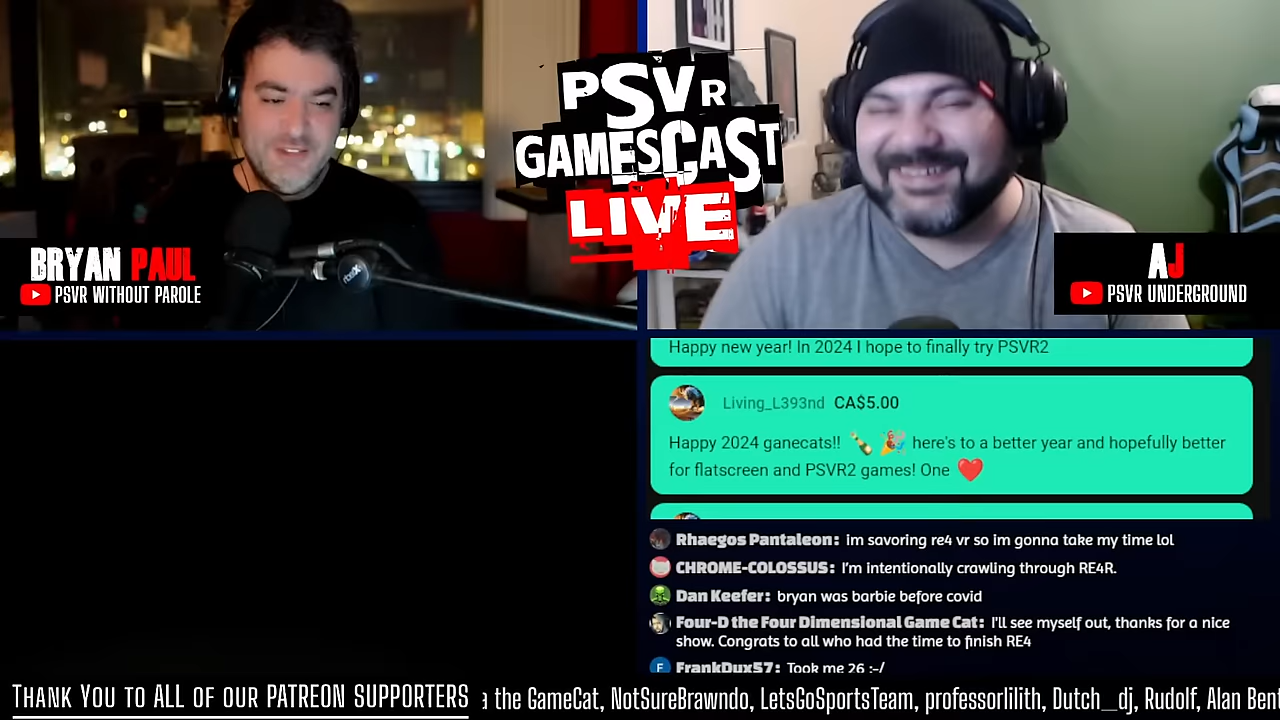 PSVR
GAMESCAST
LIVE
BRYAN PAUL
PSVR WITHOUT PAROLE
AJ
PSVR UNDERGROUND
Happy new year! In 2024 I hope to finally try PSVR2
Living_L393nd CA$5.00
Happy 2024 ganecats!! 🍾 🎉 here's to a better year and hopefully better
for flatscreen and PSVR2 games! One ❤️
Rhaegos Pantaleon: im savoring re4 vr so im gonna take my time lol
CHROME-COLOSSUS: I'm intentionally crawling through RE4R.
Dan Keefer: bryan was barbie before covid
Four-D the Four Dimensional Game Cat: I'll see myself out, thanks for a nice
show. Congrats to all who had the time to finish RE4
F FrankDux57: Took me 26 :-/
THANK YOU TO ALL OF OUR PATREON SUPPORTERS
a the GameCat, NotSureBrawndo, LetsGoSportsTeam, professorlilith, Dutch_dj, Rudolf, Alan Bent